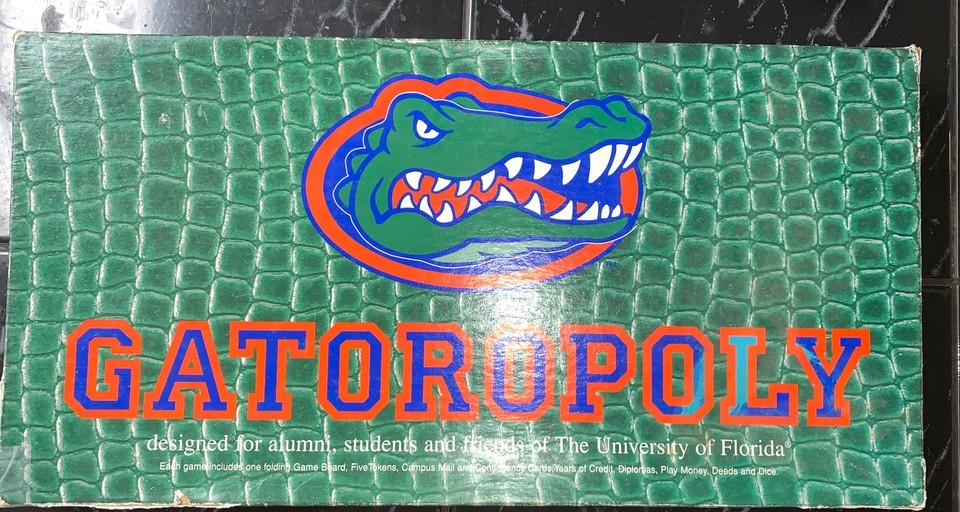 GATOROPOLY
designed for alumni, students and friends of The University of Florida®
Each game includes one folding Game Board, Five Tokens, Campus Mail and Contingency Cards, Years of Credit, Diplomas, Play Money, Deeds and Dice.